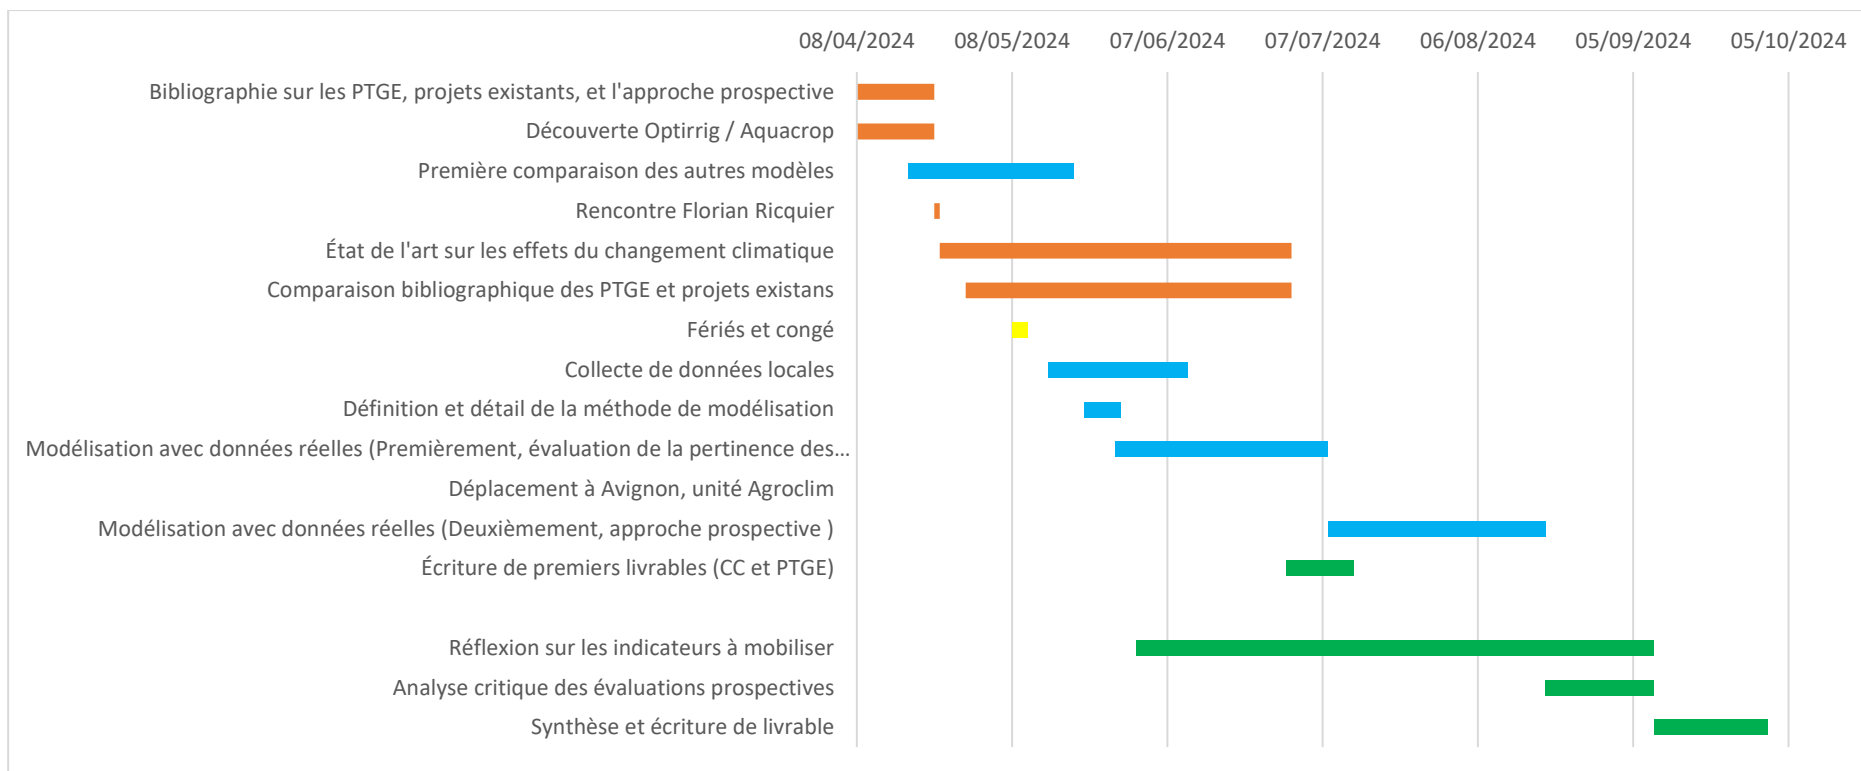 08/04/2024 08/05/2024 07/06/2024 07/07/2024 06/08/2024 05/09/2024 05/10/2024
Bibliographie sur les PTGE, projets existants, et l'approche prospective
Découverte Optirrig / Aquacrop
Première comparaison des autres modèles
Rencontre Florian Ricquier
État de l'art sur les effets du changement climatique
Comparaison bibliographique des PTGE et projets existans
Fériés et congé
Collecte de données locales
Définition et détail de la méthode de modélisation
Modélisation avec données réelles (Premièrement, évaluation de la pertinence des...
Déplacement à Avignon, unité Agroclim
Modélisation avec données réelles (Deuxièmement, approche prospective )
Écriture de premiers livrables (CC et PTGE)
Réflexion sur les indicateurs à mobiliser
Analyse critique des évaluations prospectives
Synthèse et écriture de livrable